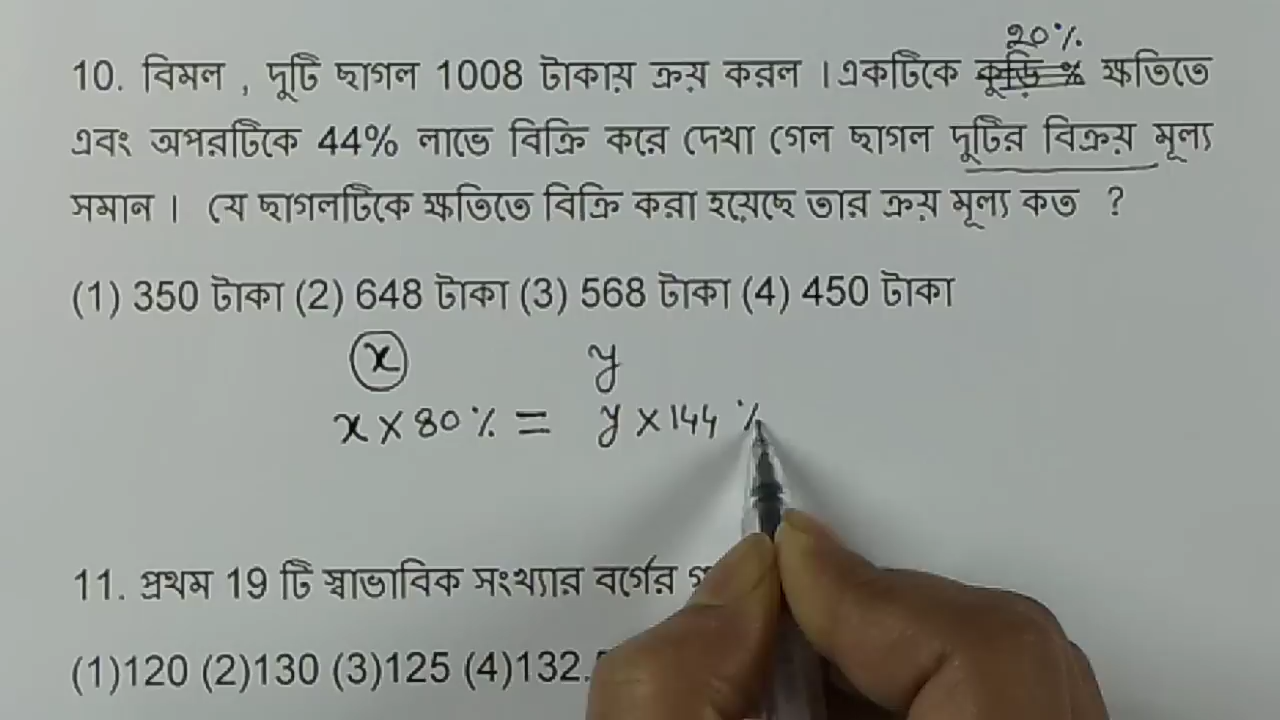 20%
10. বিমল , দুটি ছাগল 1008 টাকায় ক্রয় করল । একটিকে কুড়ি % ক্ষতিতে
এবং অপরটিকে 44% লাভে বিক্রি করে দেখা গেল ছাগল দুটির বিক্রয় মূল্য
সমান । যে ছাগলটিকে ক্ষতিতে বিক্রি করা হয়েছে তার ক্রয় মূল্য কত ?
(1) 350 টাকা (2) 648 টাকা (3) 568 টাকা (4) 450 টাকা
x y
x × 80% = y × 144 %
11. প্রথম 19 টি স্বাভাবিক সংখ্যার বর্গের
(1)120 (2)130 (3)125 (4)132.